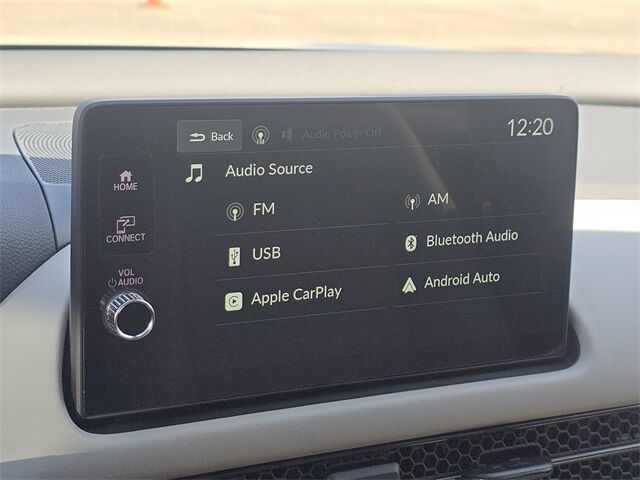 Back
FM
Audio Power Off
12:20
Audio Source
HOME
CONNECT
VOL
AUDIO
FM
AM
USB
Bluetooth Audio
Apple CarPlay
Android Auto